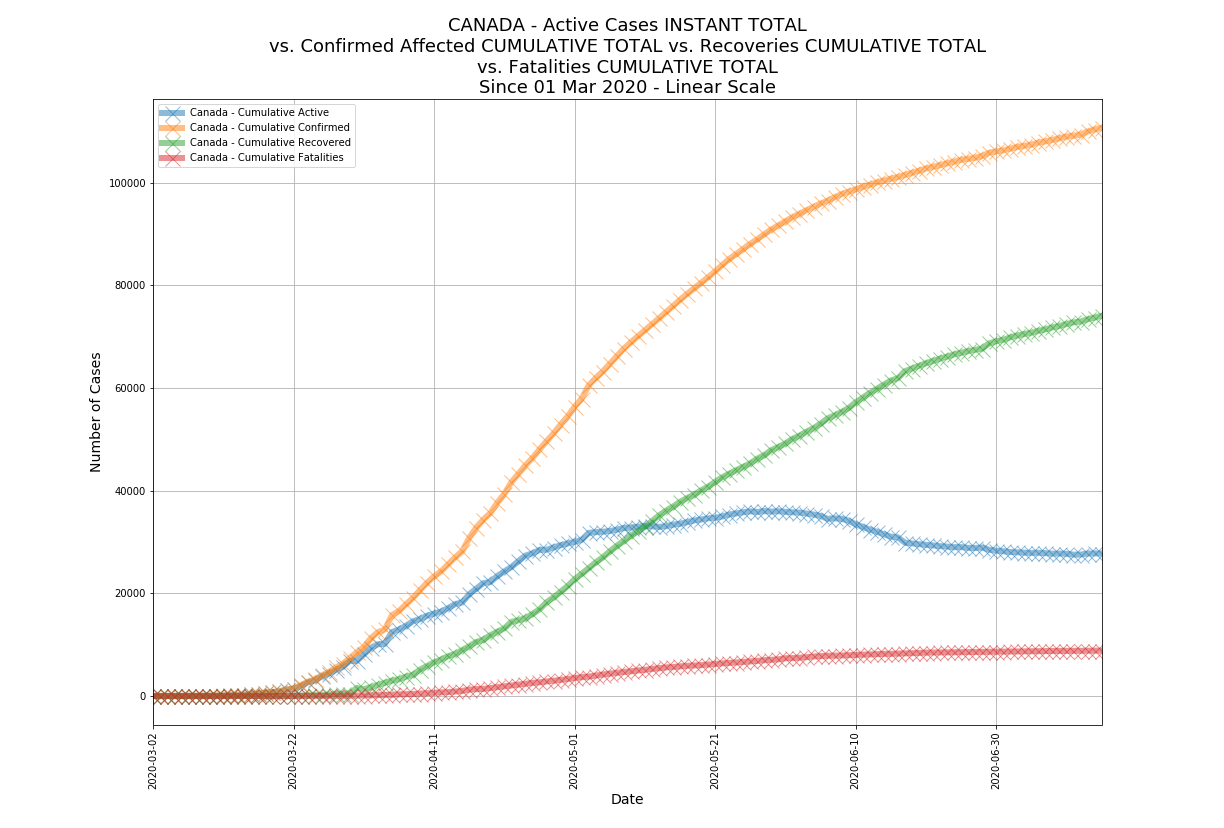 CANADA - Active Cases INSTANT TOTAL
vs. Confirmed Affected CUMULATIVE TOTAL vs. Recoveries CUMULATIVE TOTAL
vs. Fatalities CUMULATIVE TOTAL
Since 01 Mar 2020 - Linear Scale
Canada - Cumulative Active
Canada - Cumulative Confirmed
Canada - Cumulative Recovered
Canada - Cumulative Fatalities
100000
80000
60000
40000
20000
0
Number of Cases
2020-03-02
2020-03-22
2020-04-11
2020-05-01
2020-05-21
2020-06-10
2020-06-30
Date